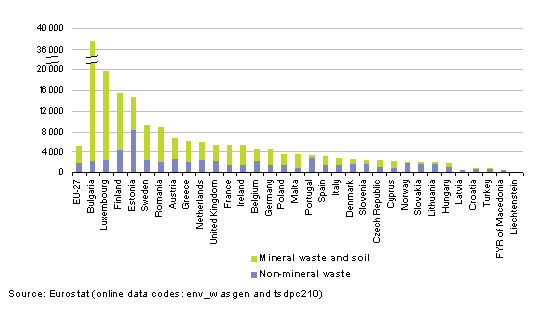 40 000
36 000
20 000
16 000
12 000
8 000
4 000
0
EU-27
Bulgaria
Luxembourg
Finland
Estonia
Sweden
Romania
Austria
Greece
Netherlands
United Kingdom
France
Ireland
Belgium
Germany
Poland
Malta
Portugal
Spain
Italy
Denmark
Slovenia
Czech Republic
Cyprus
Norway
Slovakia
Lithuania
Hungary
Latvia
Croatia
Turkey
FYR of Macedonia
Liechtenstein
Mineral waste and soil
Non-mineral waste
Source: Eurostat (online data codes: env_wasgen and tsdpc210)